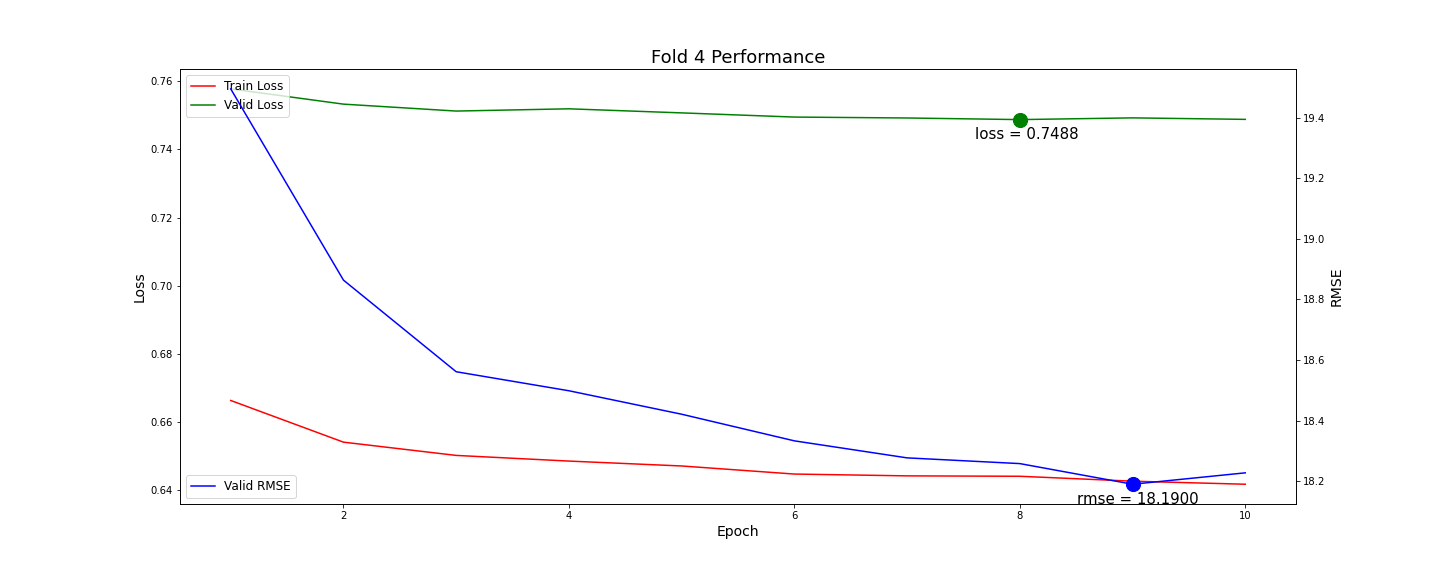 Fold 4 Performance
Train Loss
Valid Loss
Valid RMSE
loss = 0.7488
rmse = 18.1900
Loss
0.76
0.74
0.72
0.70
0.68
0.66
0.64
RMSE
19.4
19.2
19.0
18.8
18.6
18.4
18.2
2
4
6
8
10
Epoch